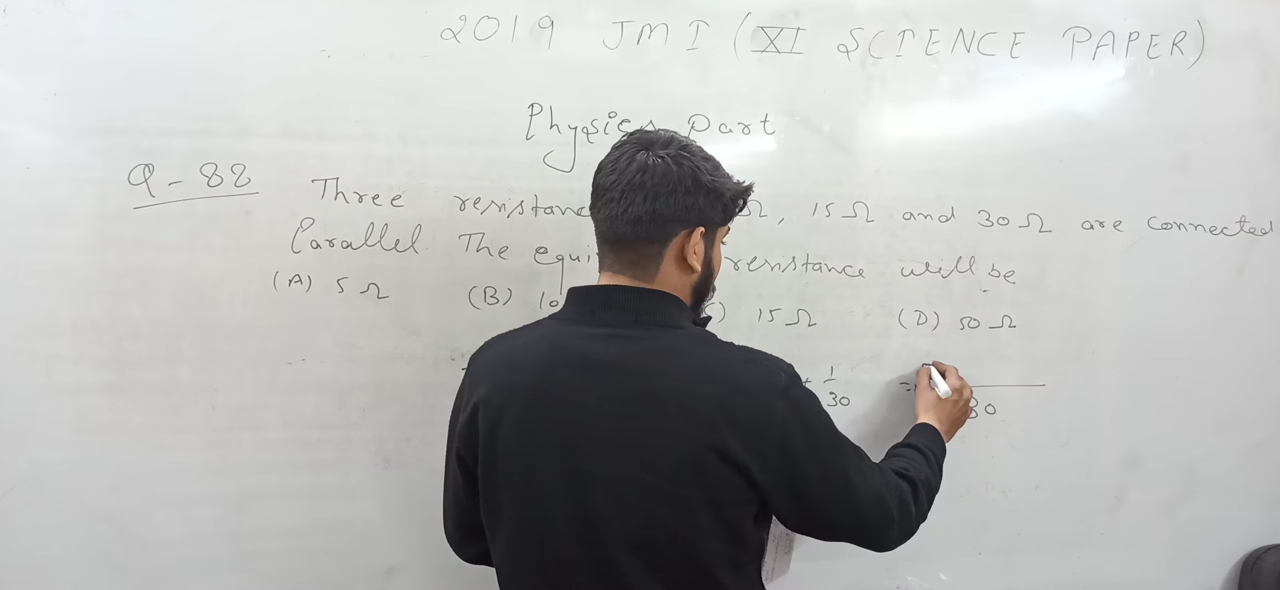 2019 JMI (XI SCIENCE PAPER)
Physics Part
Q-88 Three resistanc Ω, 15Ω and 30Ω are connected
Parallel. The equi resistance will be
(A) 5Ω (B) 10 ) 15Ω (D) 50Ω
+ 1/30 = /30